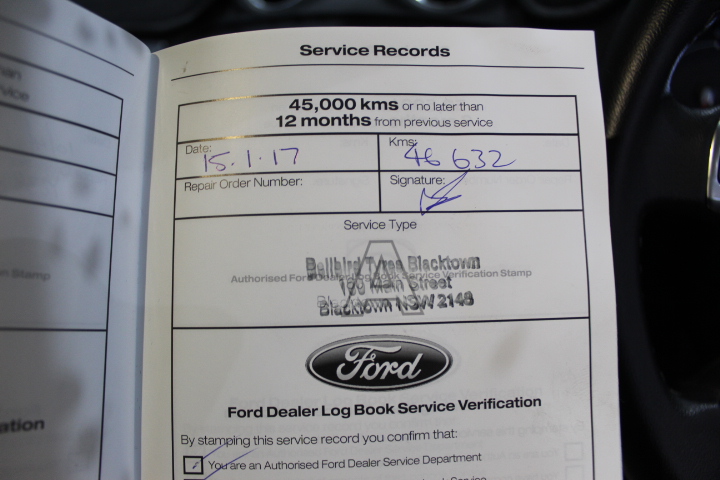 Service Records
45,000 kms or no later than
12 months from previous service
Date: 15.1.17
Kms: 46 632
Repair Order Number:
Signature:
Service Type
Bellbird Tyres Blacktown
Authorised Ford Dealer Log Book Service Verification Stamp
Main Street
Blacktown NSW 2148
Ford
Ford Dealer Log Book Service Verification
By stamping this service record you confirm that:
You are an Authorised Ford Dealer Service Department